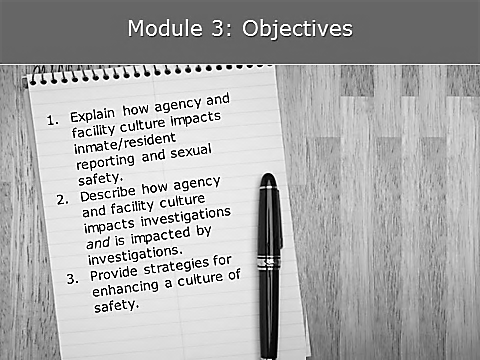 Module 3: Objectives
1. Explain how agency and
facility culture impacts
inmate/resident
reporting and sexual
safety.
2. Describe how agency
and facility culture
impacts investigations
and is impacted by
investigations.
3. Provide strategies for
enhancing a culture of
safety.